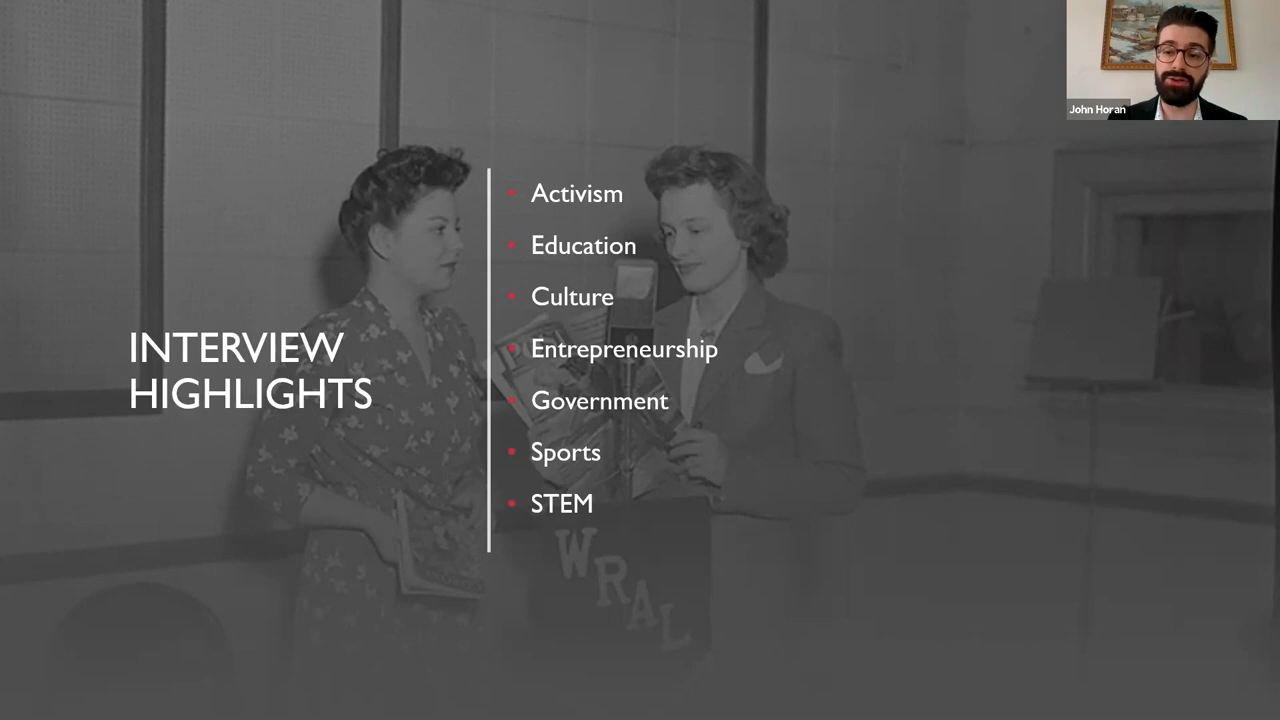 John Horan
INTERVIEW
HIGHLIGHTS
• Activism
• Education
• Culture
• Entrepreneurship
• Government
• Sports
• STEM
WRAL